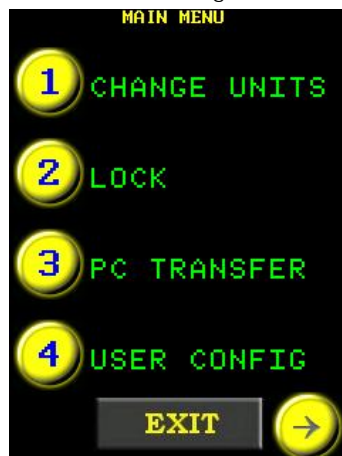 MAIN MENU
1 CHANGE UNITS
2 LOCK
3 PC TRANSFER
4 USER CONFIG
EXIT →